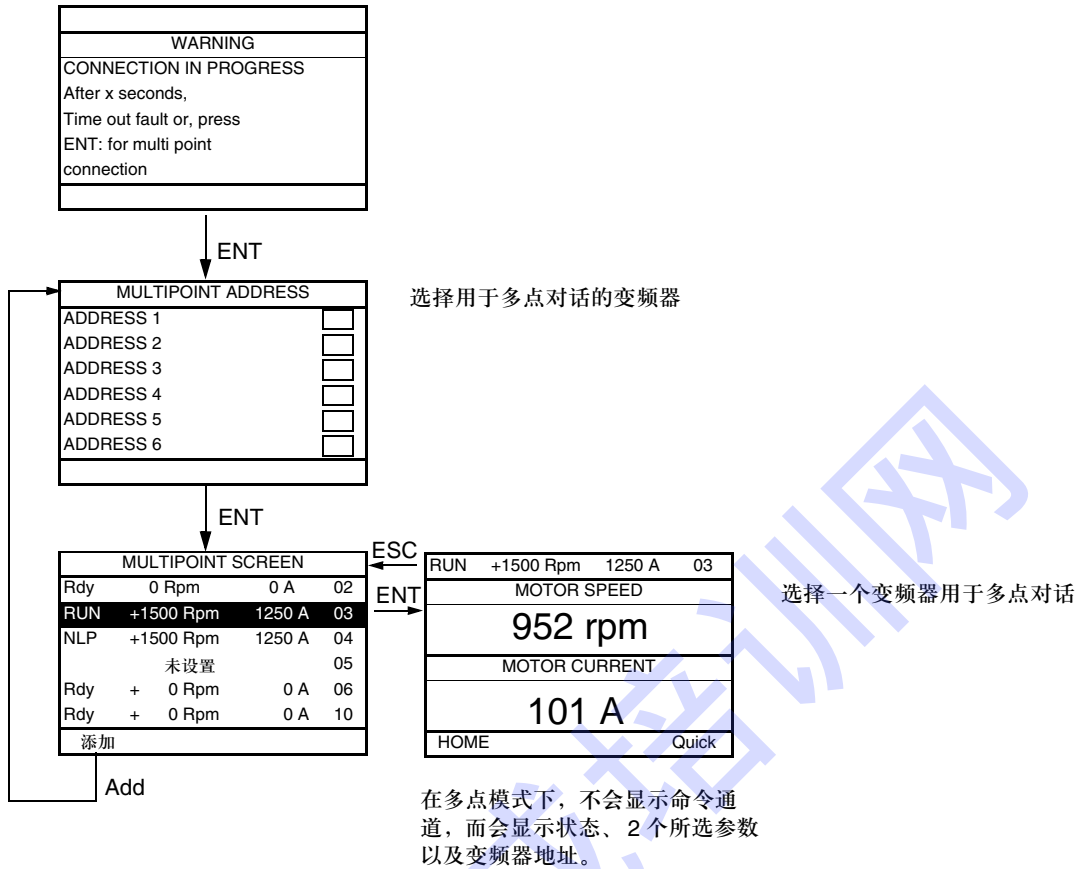 WARNING
CONNECTION IN PROGRESS
After x seconds,
Time out fault or, press
ENT: for multi point
connection
ENT
MULTIPOINT ADDRESS
ADDRESS 1
ADDRESS 2
ADDRESS 3
ADDRESS 4
ADDRESS 5
ADDRESS 6
选择用于多点对话的变频器
ENT
MULTIPOINT SCREEN
Rdy 0 Rpm 0 A 02
RUN +1500 Rpm 1250 A 03
NLP +1500 Rpm 1250 A 04
未设置 05
Rdy + 0 Rpm 0 A 06
Rdy + 0 Rpm 0 A 10
添加
Add
ESC
ENT
RUN +1500 Rpm 1250 A 03
MOTOR SPEED
952 rpm
MOTOR CURRENT
101 A
HOME Quick
选择一个变频器用于多点对话
在多点模式下，不会显示命令通
道，而会显示状态、2个所选参数
以及变频器地址。
培训网